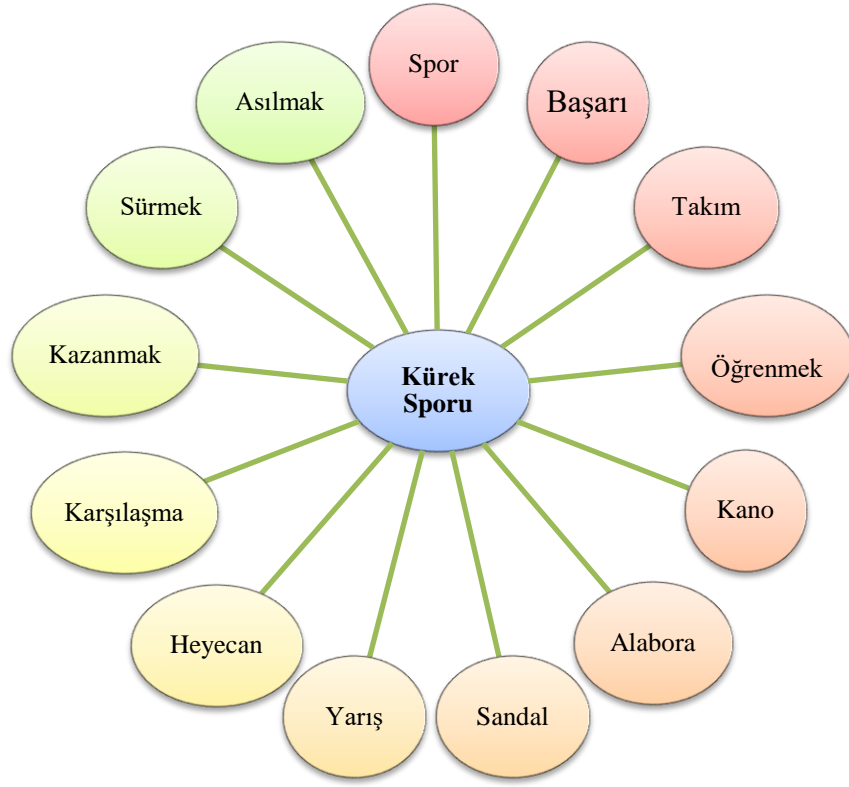 Spor
Başarı
Takım
Öğrenmek
Kano
Alabora
Sandal
Yarış
Heyecan
Karşılaşma
Kazanmak
Sürmek
Asılmak
Kürek
Sporu